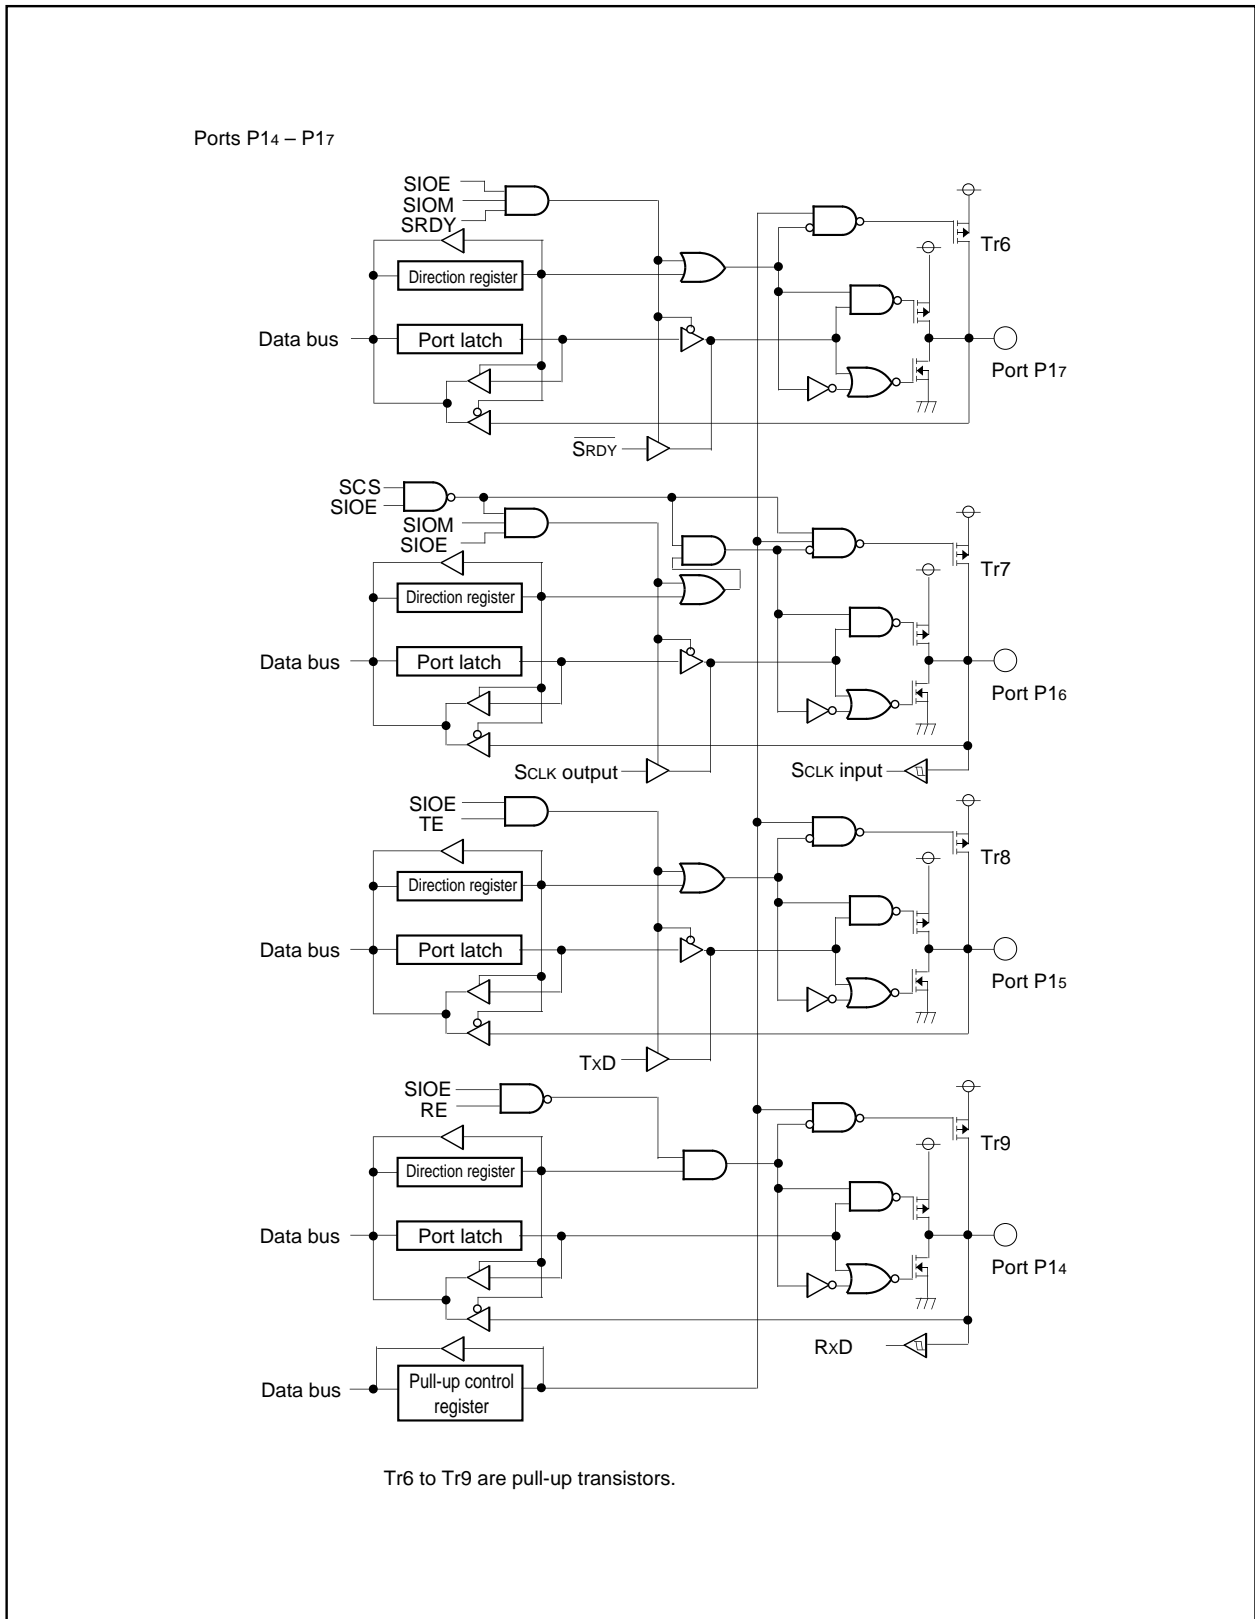 Ports P14 – P17
SIOE
SIOM
SRDY
Tr6
Direction register
Data bus
Port latch
Port P17
SRDY
SCS
SIOE
SIOM
SIOE
Tr7
Direction register
Data bus
Port latch
Port P16
SCLK output
SCLK input
SIOE
TE
Tr8
Direction register
Data bus
Port latch
Port P15
TxD
SIOE
RE
Tr9
Direction register
Data bus
Port latch
Port P14
RxD
Data bus
Pull-up control
register
Tr6 to Tr9 are pull-up transistors.